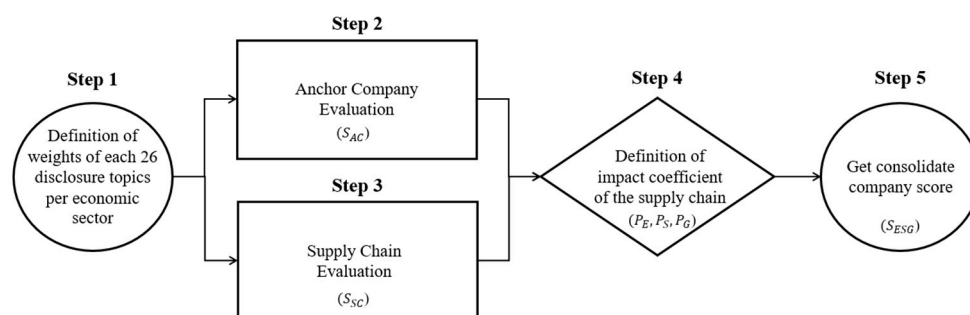 Step 1
Definition of
weights of each 26
disclosure topics
per economic
sector
Step 2
Anchor Company
Evaluation
(S_AC)
Step 3
Supply Chain
Evaluation
(S_SC)
Step 4
Definition of
impact coefficient
of the supply chain
(P_E, P_S, P_G)
Step 5
Get consolidate
company score
(S_ESG)